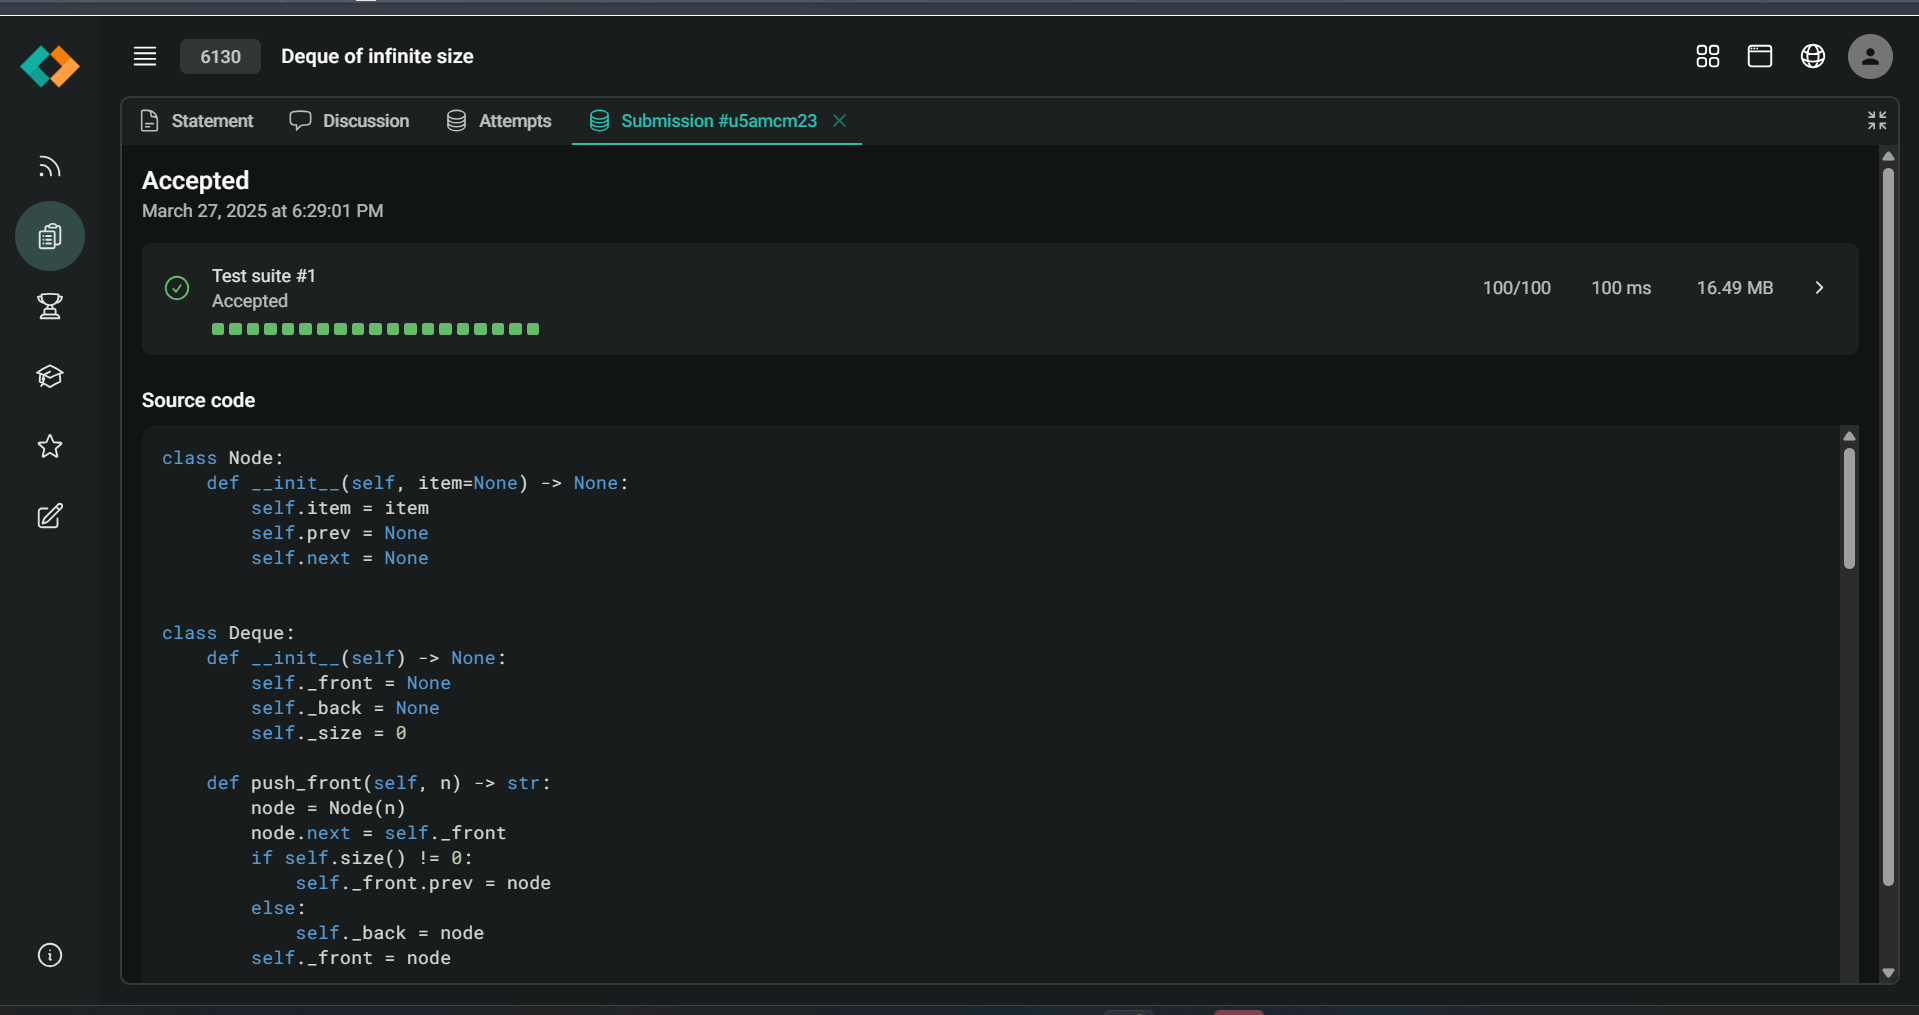 6130 Deque of infinite size
Statement Discussion Attempts Submission #u5amcm23
Accepted
March 27, 2025 at 6:29:01 PM
Test suite #1
Accepted
100/100 100 ms 16.49 MB
Source code
class Node:
    def __init__(self, item=None) -> None:
        self.item = item
        self.prev = None
        self.next = None
class Deque:
    def __init__(self) -> None:
        self._front = None
        self._back = None
        self._size = 0
    def push_front(self, n) -> str:
        node = Node(n)
        node.next = self._front
        if self.size() != 0:
            self._front.prev = node
        else:
            self._back = node
        self._front = node